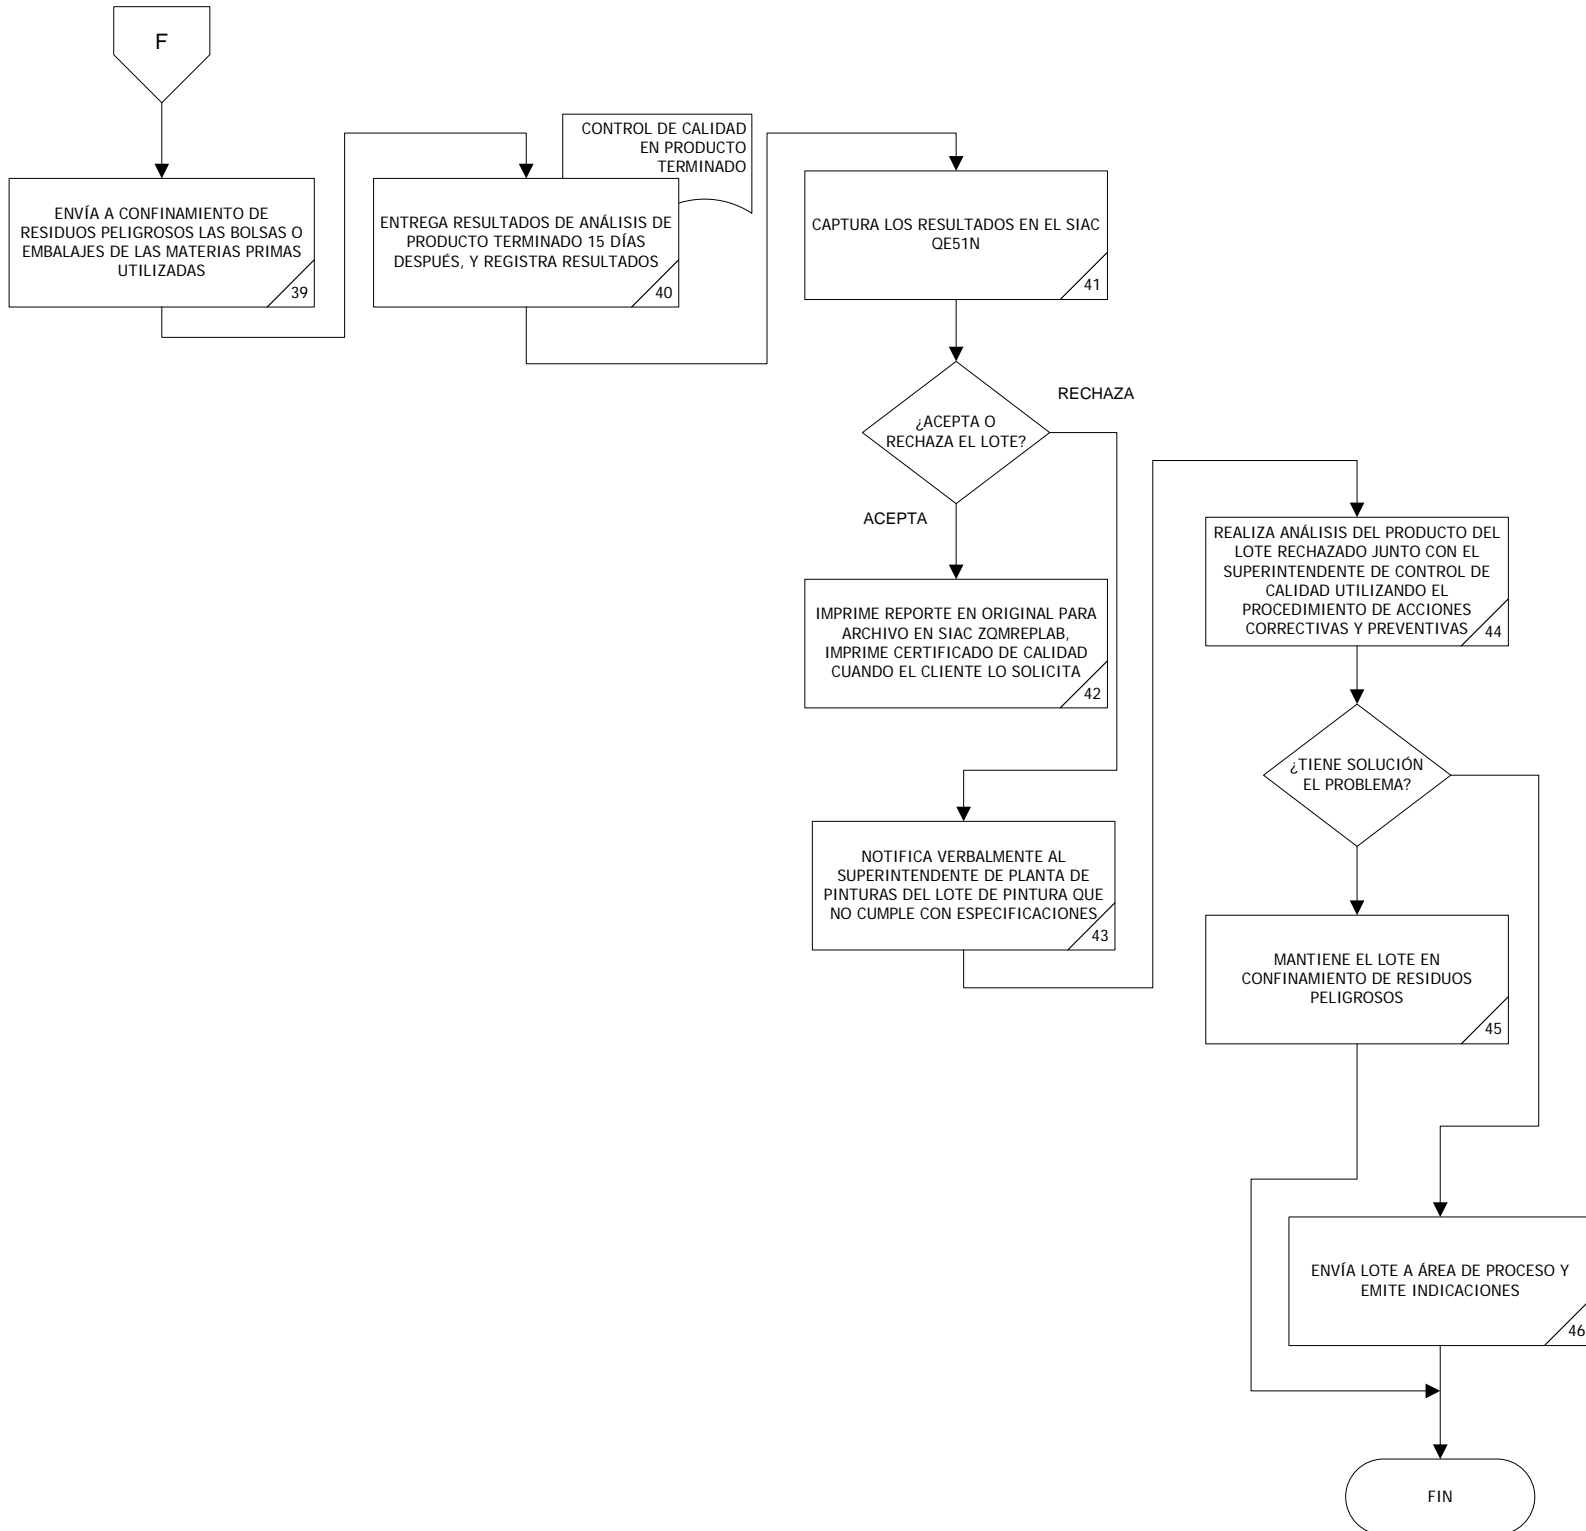 F
ENVÍA A CONFINAMIENTO DE
RESIDUOS PELIGROSOS LAS BOLSAS O
EMBALAJES DE LAS MATERIAS PRIMAS
UTILIZADAS
39
CONTROL DE CALIDAD
EN PRODUCTO
TERMINADO
ENTREGA RESULTADOS DE ANÁLISIS DE
PRODUCTO TERMINADO 15 DÍAS
DESPUÉS, Y REGISTRA RESULTADOS
40
CAPTURA LOS RESULTADOS EN EL SIAC
QE51N
41
¿ACEPTA O
RECHAZA EL LOTE?
RECHAZA
ACEPTA
IMPRIME REPORTE EN ORIGINAL PARA
ARCHIVO EN SIAC ZQMREPLAB,
IMPRIME CERTIFICADO DE CALIDAD
CUANDO EL CLIENTE LO SOLICITA
42
NOTIFICA VERBALMENTE AL
SUPERINTENDENTE DE PLANTA DE
PINTURAS DEL LOTE DE PINTURA QUE
NO CUMPLE CON ESPECIFICACIONES
43
REALIZA ANÁLISIS DEL PRODUCTO DEL
LOTE RECHAZADO JUNTO CON EL
SUPERINTENDENTE DE CONTROL DE
CALIDAD UTILIZANDO EL
PROCEDIMIENTO DE ACCIONES
CORRECTIVAS Y PREVENTIVAS
44
¿TIENE SOLUCIÓN
EL PROBLEMA?
MANTIENE EL LOTE EN
CONFINAMIENTO DE RESIDUOS
PELIGROSOS
45
ENVÍA LOTE A ÁREA DE PROCESO Y
EMITE INDICACIONES
46
FIN